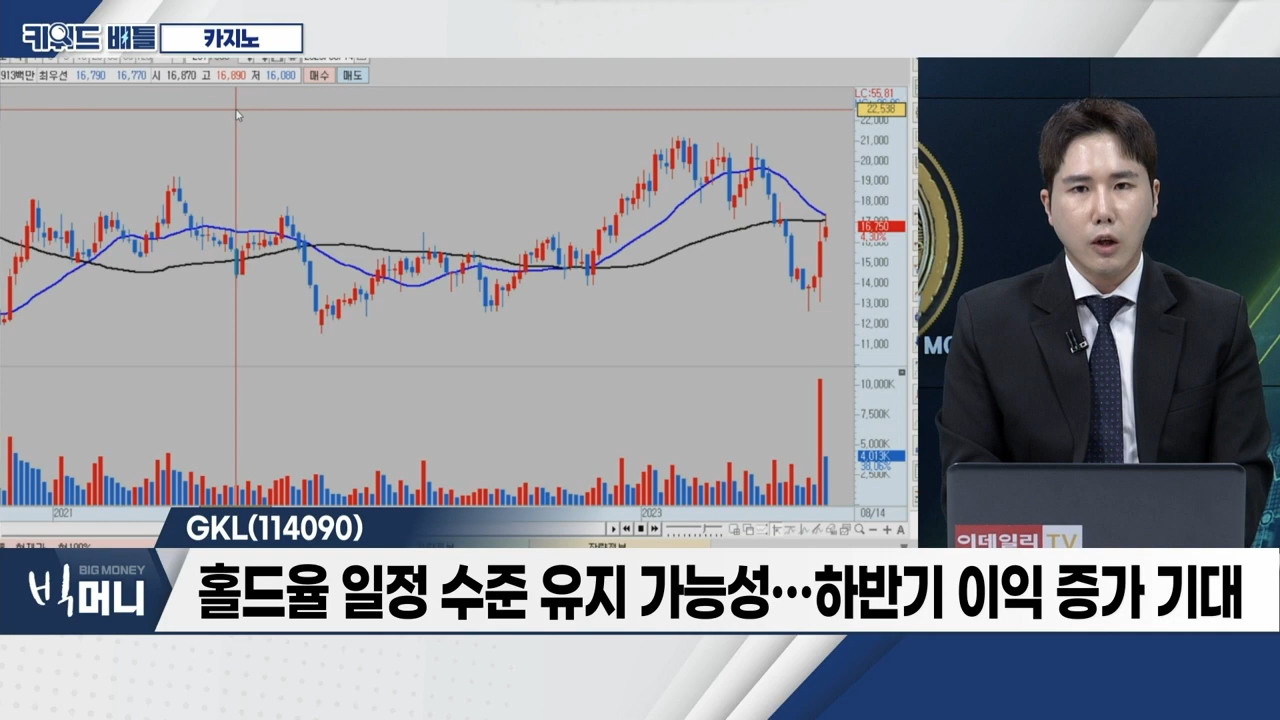 키워드 배틀
카지노
913백만 최우선 16,790 16,770 시 16,870 고 16,890 저 16,080 매수 매도
LC:55.81
22,538
22,000
21,000
20,000
19,000
18,000
17,000
16,750
4.30%
16,000
15,000
14,000
13,000
12,000
11,000
10,000K
7,500K
5,000K
4,013K
38.06%
2,500K
2021
2023
08/14
GKL(114090)
이데일리 TV
BIG MONEY
빅머니
홀드율 일정 수준 유지 가능성…하반기 이익 증가 기대